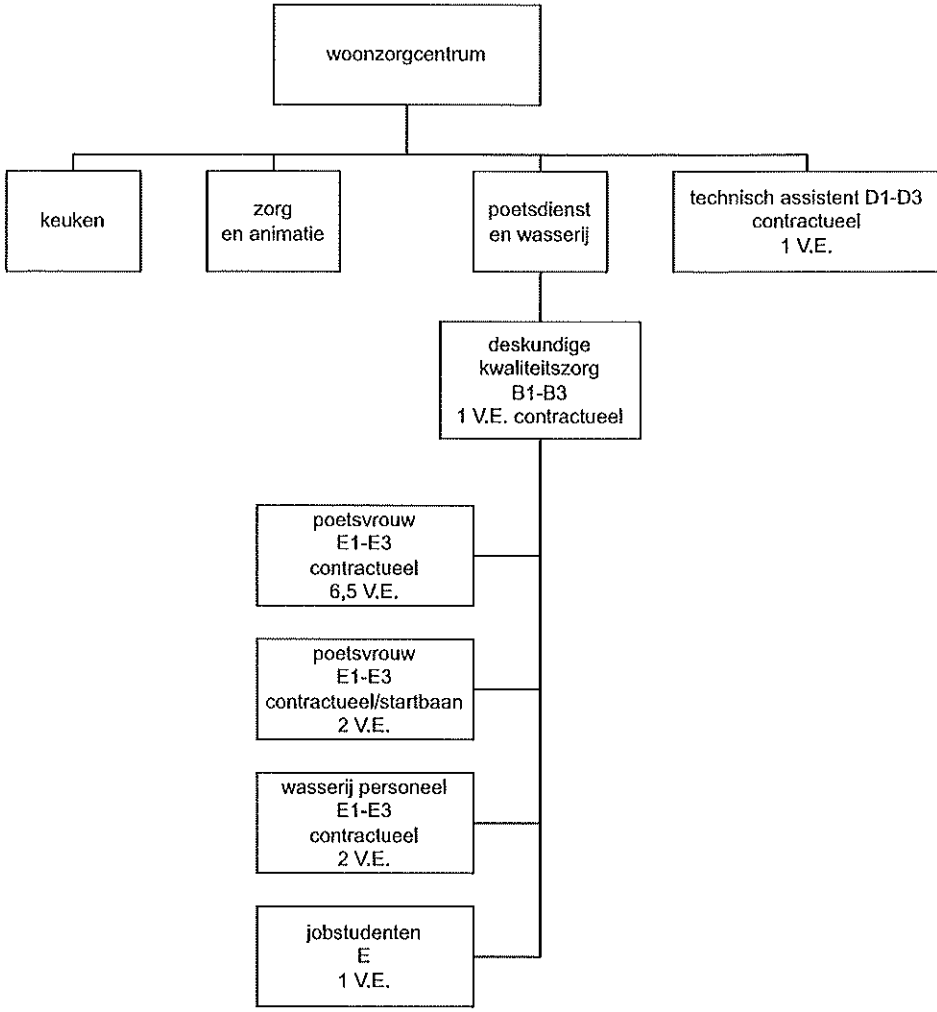 woonzorgcentrum
keuken
zorg
en animatie
poetsdienst
en wasserij
technisch assistent D1-D3
contractueel
1 V.E.
deskundige
kwaliteitszorg
B1-B3
1 V.E. contractueel
poetsvrouw
E1-E3
contractueel
6,5 V.E.
poetsvrouw
E1-E3
contractueel/startbaan
2 V.E.
wasserij personeel
E1-E3
contractueel
2 V.E.
jobstudenten
E
1 V.E.